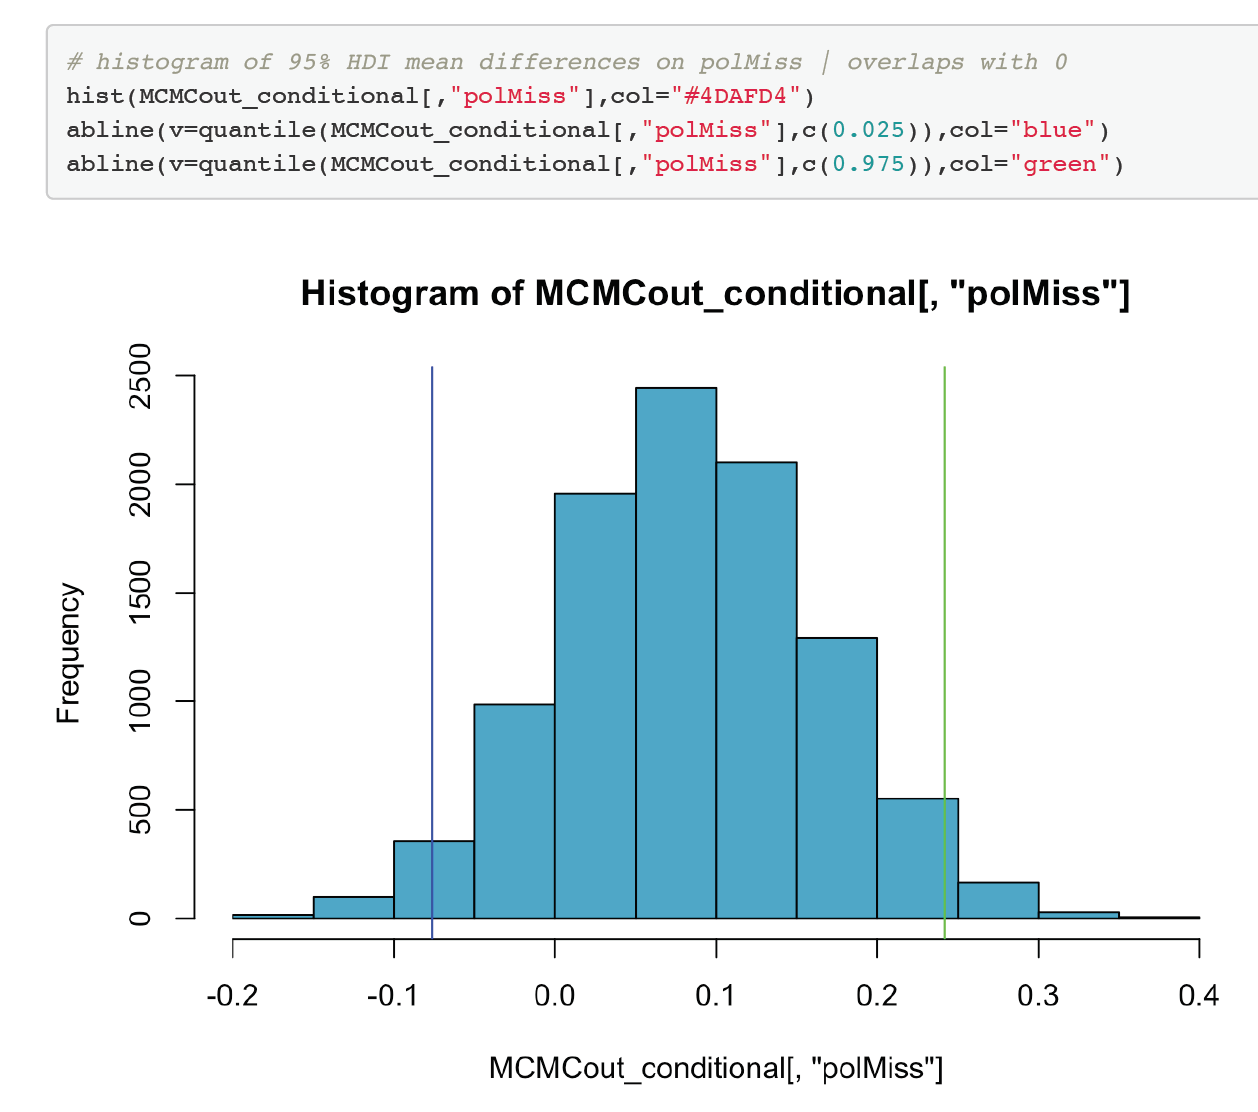 # histogram of 95% HDI mean differences on polMiss | overlaps with 0
hist(MCMCout_conditional[,"polMiss"],col="#4DAFD4")
abline(v=quantile(MCMCout_conditional[,"polMiss"],c(0.025)),col="blue")
abline(v=quantile(MCMCout_conditional[,"polMiss"],c(0.975)),col="green")
Histogram of MCMCout_conditional[, "polMiss"]
2500
2000
1500
1000
500
0
Frequency
-0.2 -0.1 0.0 0.1 0.2 0.3 0.4
MCMCout_conditional[, "polMiss"]